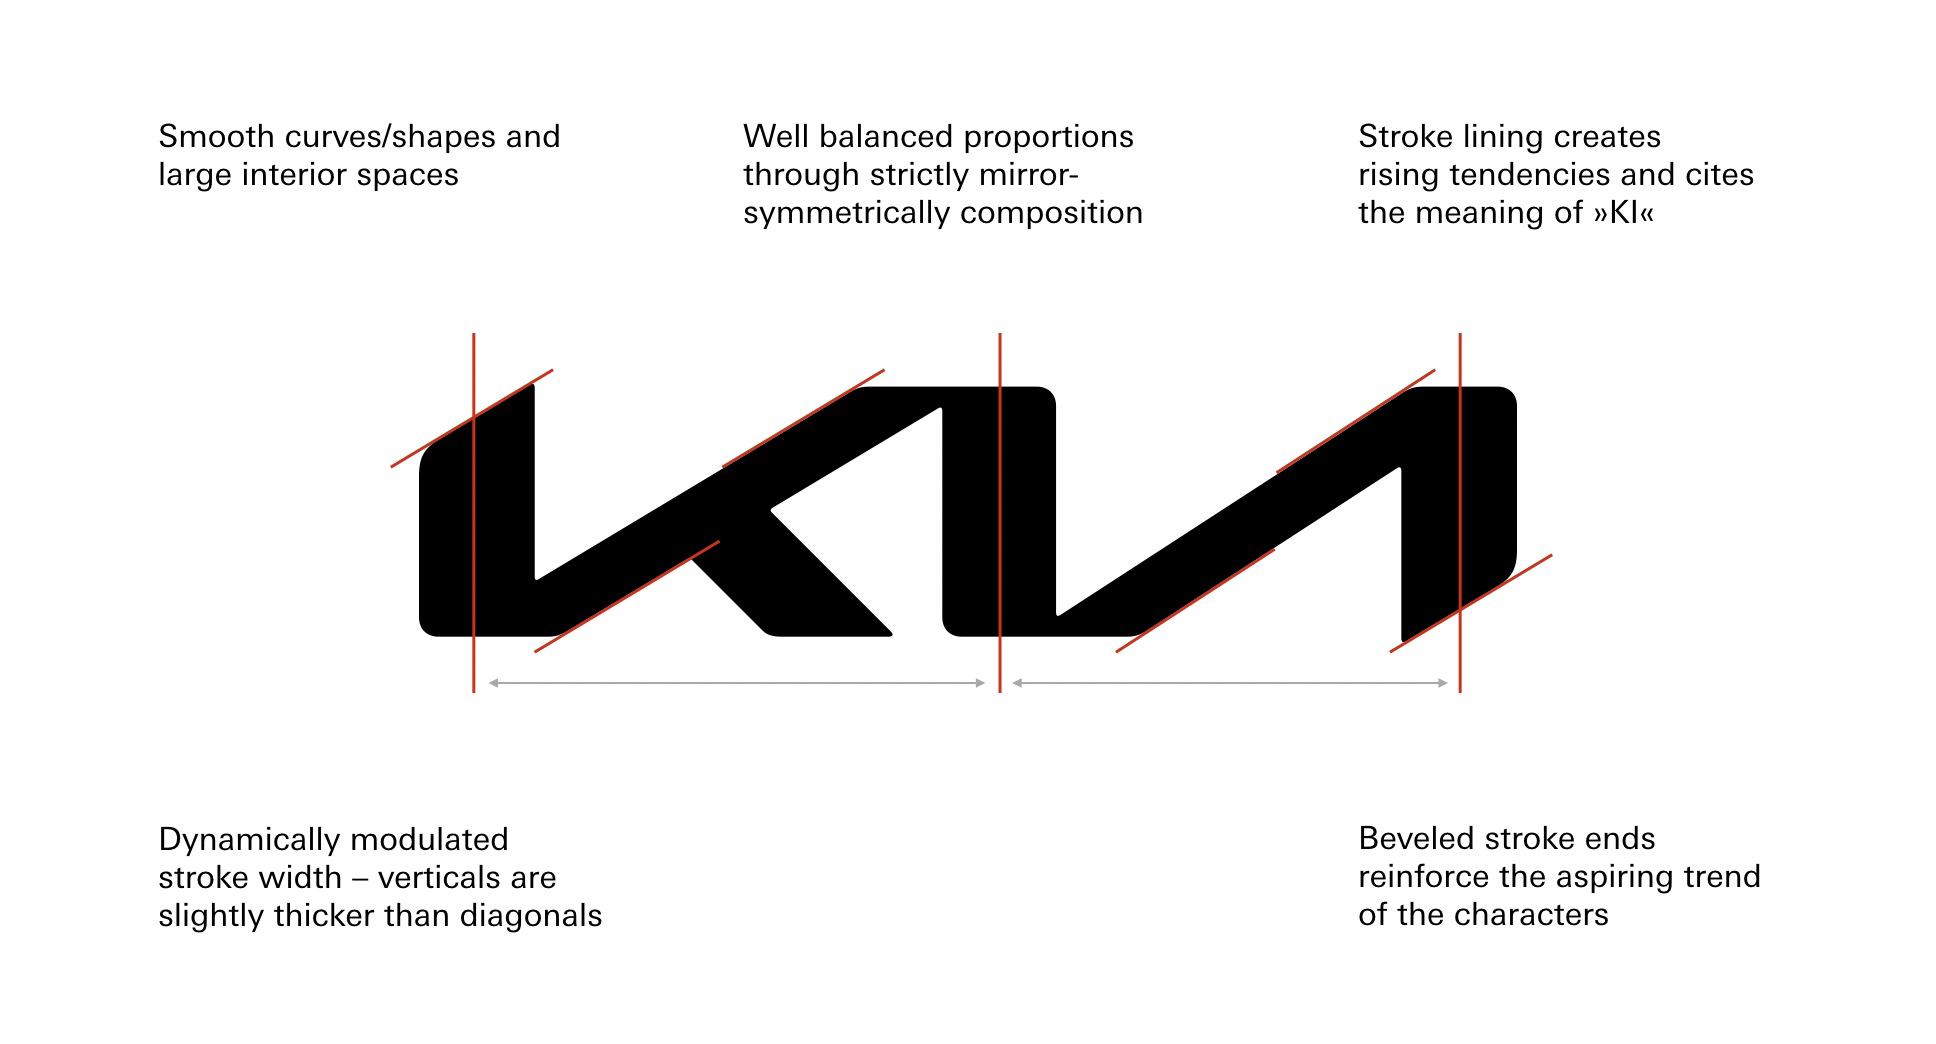 Smooth curves/shapes and
large interior spaces
Well balanced proportions
through strictly mirror-
symmetrically composition
Stroke lining creates
rising tendencies and cites
the meaning of »KI«
KIA
Dynamically modulated
stroke width – verticals are
slightly thicker than diagonals
Beveled stroke ends
reinforce the aspiring trend
of the characters